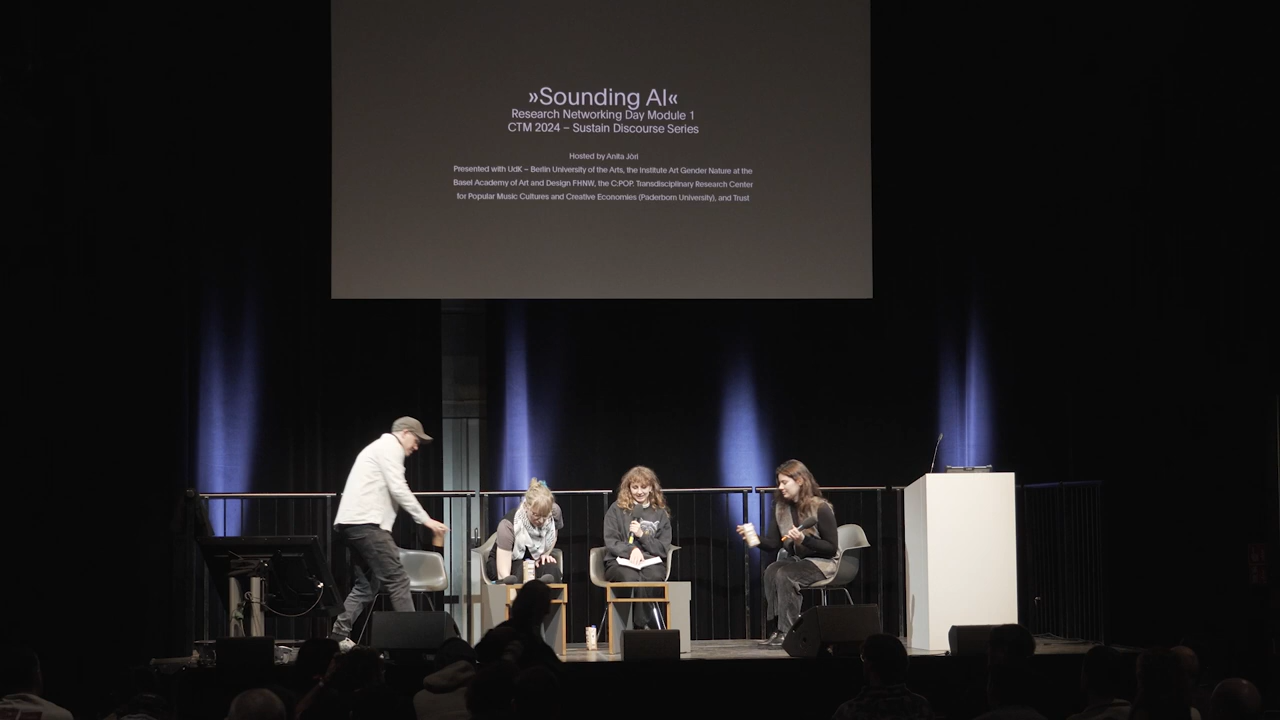 »Sounding AI«
Research Networking Day Module 1
CTM 2024 – Sustain Discourse Series
Hosted by Anita Jóri
Presented with UdK – Berlin University of the Arts, the Institute Art Gender Nature at the
Basel Academy of Art and Design FHNW, the C:POP. Transdisciplinary Research Center
for Popular Music Cultures and Creative Economies (Paderborn University), and Trust